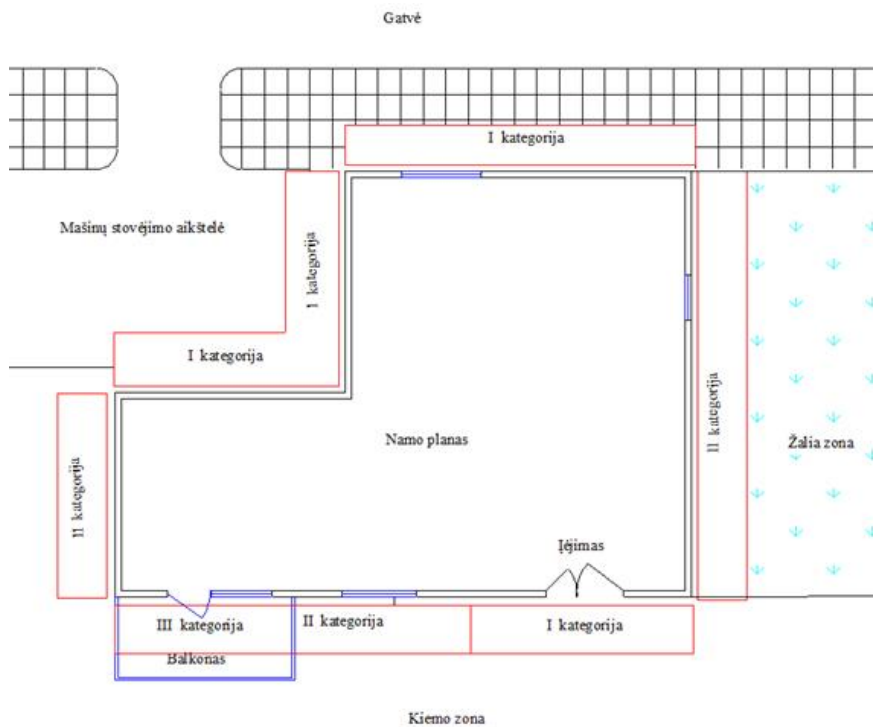 Gatvė
I kategorija
Mašinų stovėjimo aikštelė
I kategorija
I kategorija
II kategorija
Namo planas
II kategorija
Žalia zona
Įėjimas
III kategorija
II kategorija
I kategorija
Balkonas
Kiemo zona